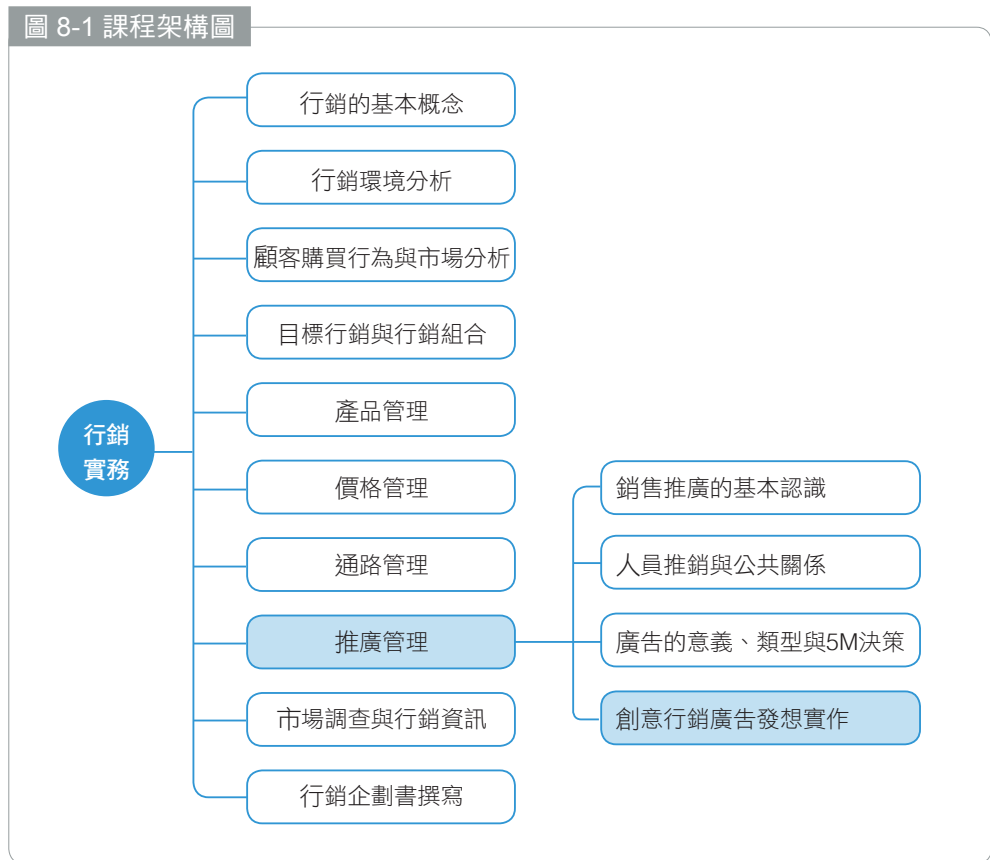 圖 8-1 課程架構圖
行銷的基本概念
行銷環境分析
顧客購買行為與市場分析
目標行銷與行銷組合
產品管理
行銷
實務
價格管理
通路管理
推廣管理
市場調查與行銷資訊
行銷企劃書撰寫
銷售推廣的基本認識
人員推銷與公共關係
廣告的意義、類型與5M決策
創意行銷廣告發想實作